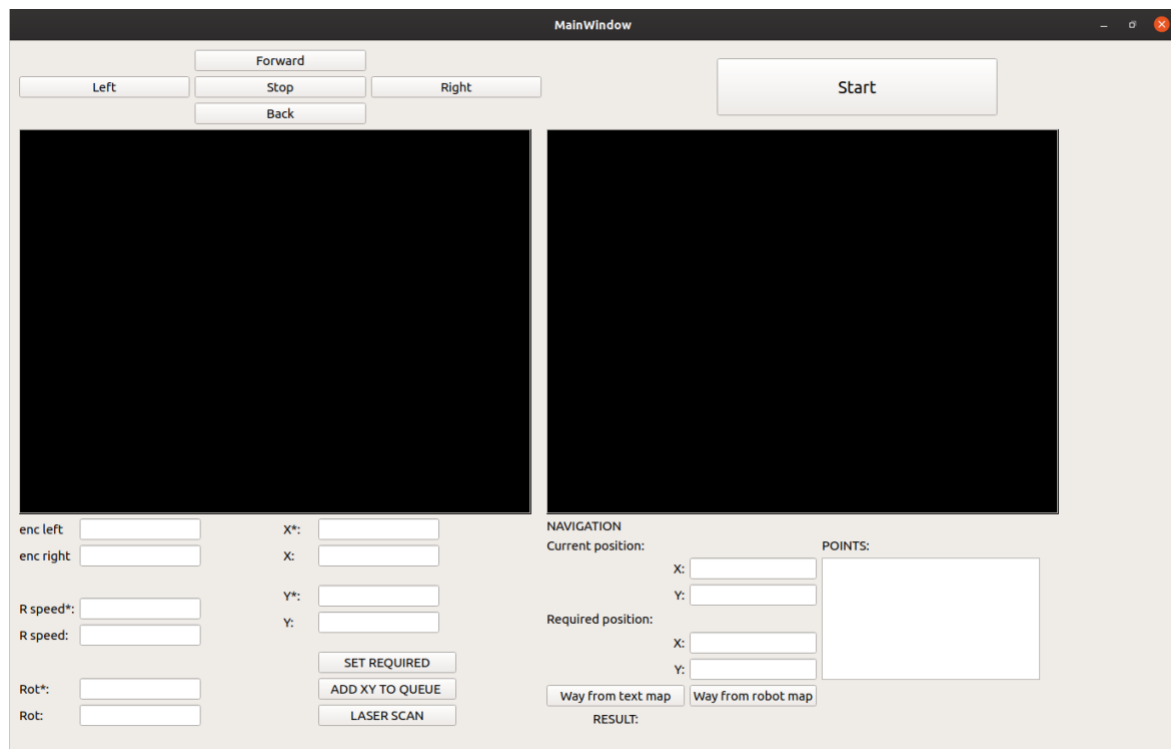 MainWindow
Forward
Left Stop Right
Back
Start
enc left
enc right
R speed*:
R speed:
Rot*:
Rot:
X*:
X:
Y*:
Y:
SET REQUIRED
ADD XY TO QUEUE
LASER SCAN
NAVIGATION
Current position:
X:
Y:
Required position:
X:
Y:
Way from text map Way from robot map
RESULT:
POINTS: